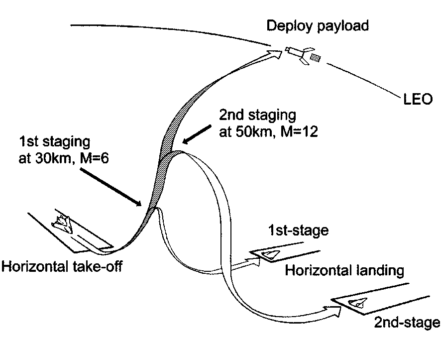 Deploy payload
LEO
2nd staging
at 50km, M=12
1st staging
at 30km, M=6
1st-stage
Horizontal take-off
Horizontal landing
2nd-stage